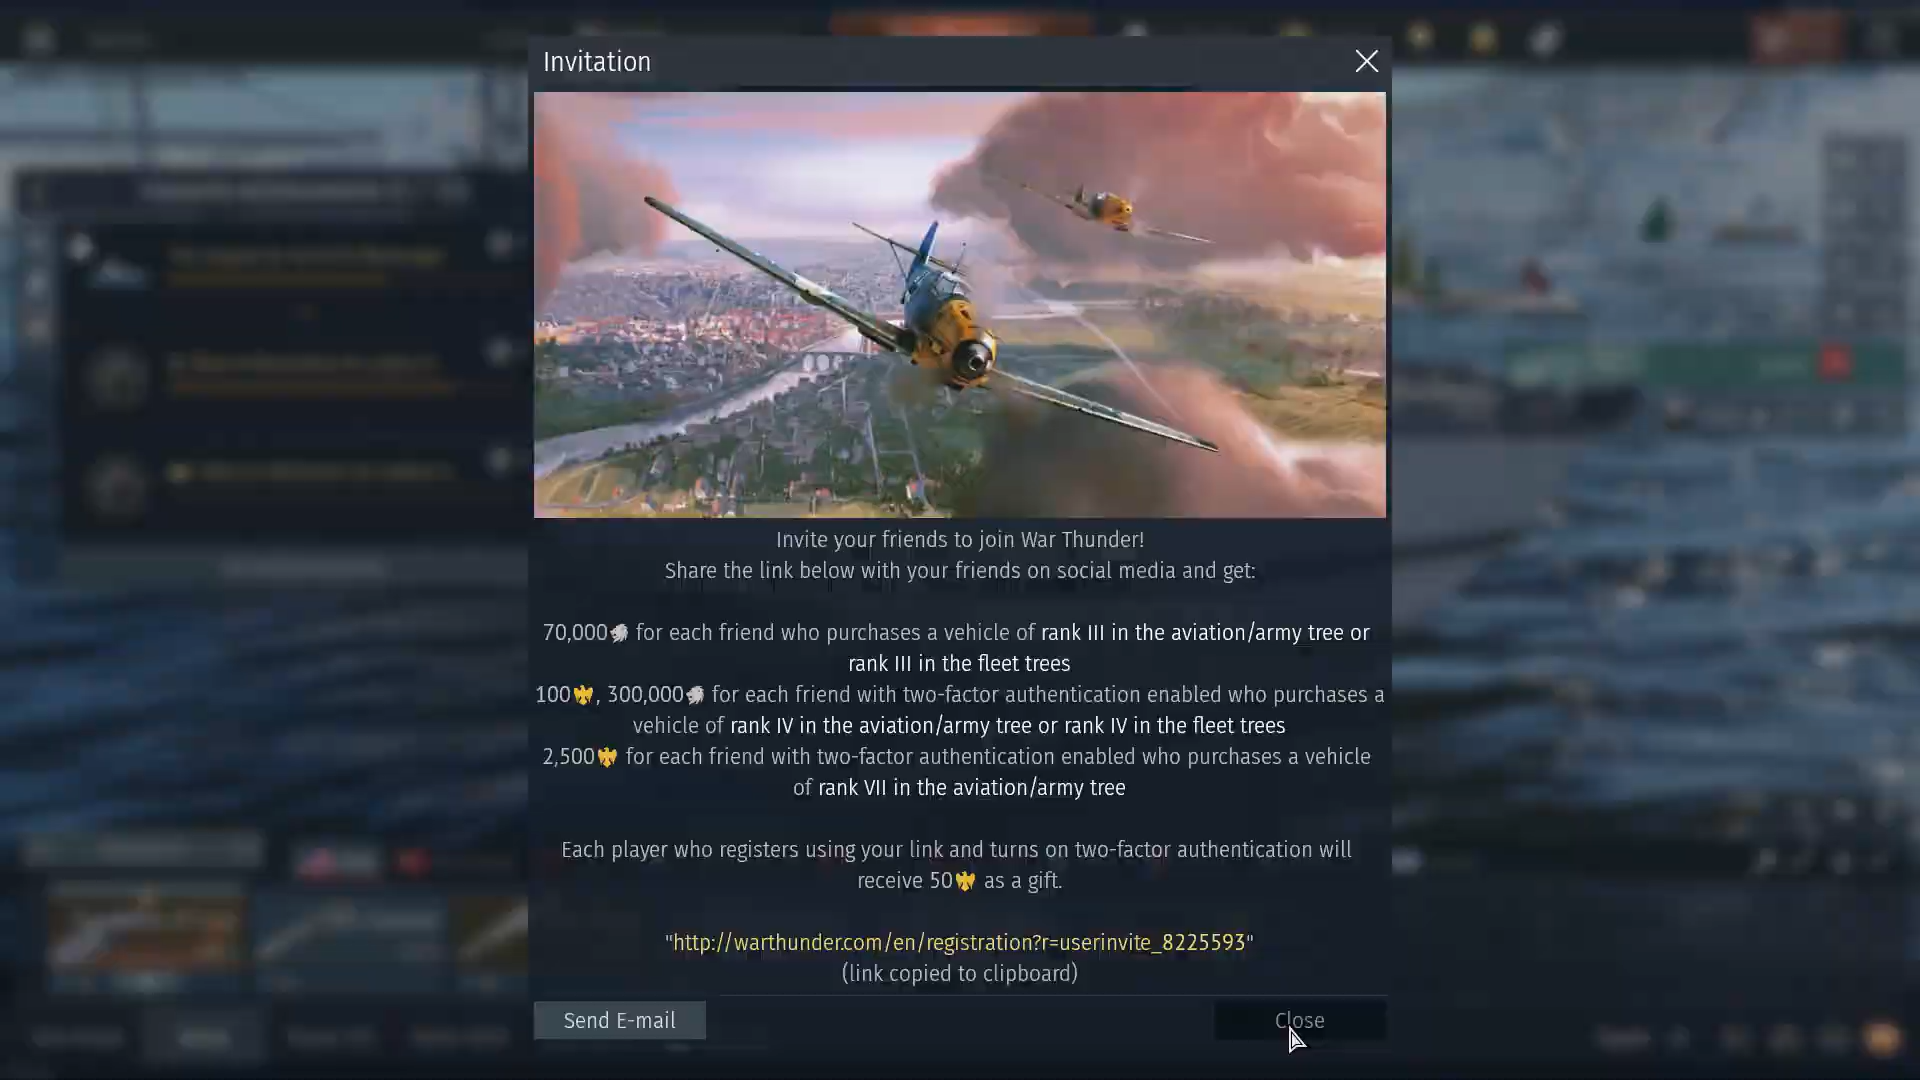 Invitation
Invite your friends to join War Thunder!
Share the link below with your friends on social media and get:
70,000 for each friend who purchases a vehicle of rank III in the aviation/army tree or
rank III in the fleet trees
100, 300,000 for each friend with two-factor authentication enabled who purchases a
vehicle of rank IV in the aviation/army tree or rank IV in the fleet trees
2,500 for each friend with two-factor authentication enabled who purchases a vehicle
of rank VII in the aviation/army tree
Each player who registers using your link and turns on two-factor authentication will
receive 50 as a gift.
"http://warthunder.com/en/registration?r=userinvite_8225593"
(link copied to clipboard)
Send E-mail
Close